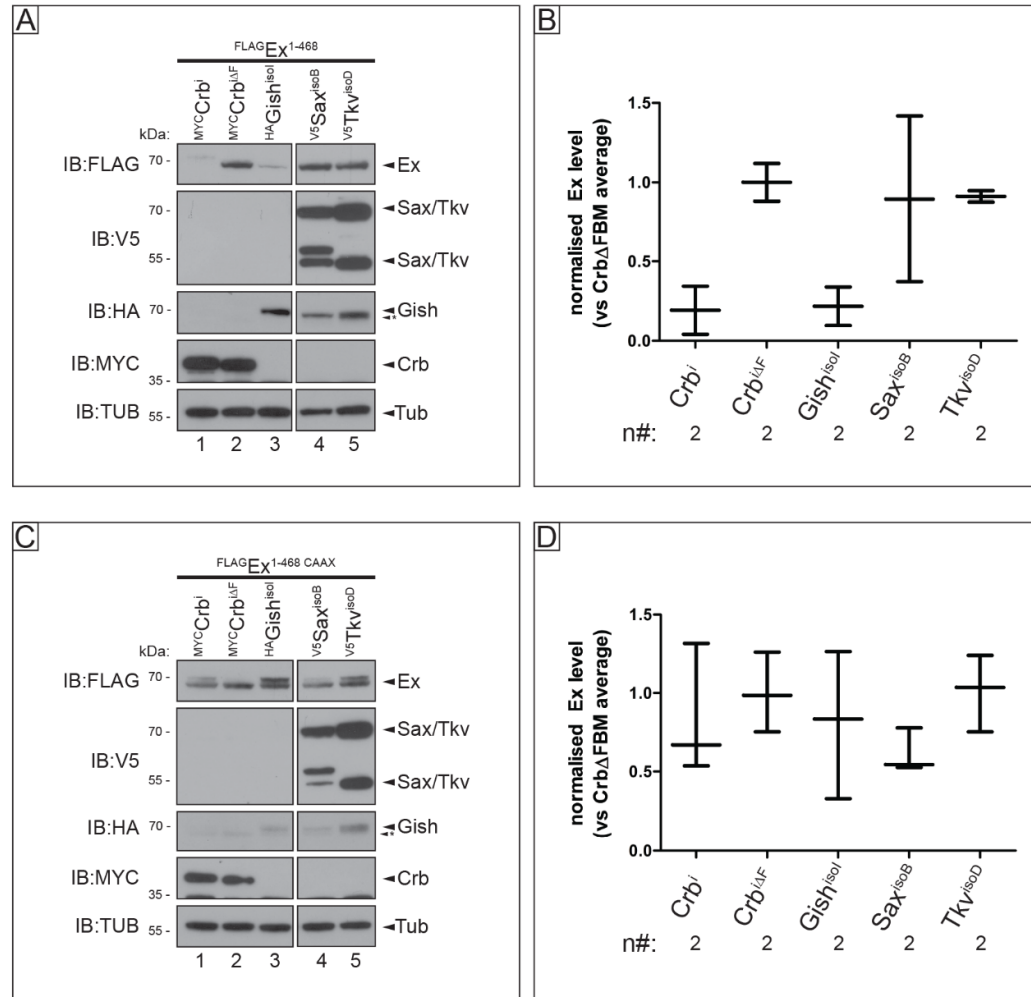 A
FLAGEx1-468
MYCCrbi
MYCCrbiΔF
HAGishisoI
V5SaxisoB
V5TkvisoD
kDa:
IB:FLAG 70 - ◄Ex
IB:V5 70 - ◄Sax/Tkv
55 - ◄Sax/Tkv
IB:HA 70 - ◄Gish
◄*
IB:MYC ◄Crb
35 -
IB:TUB 55 - ◄Tub
1 2 3 4 5
B
normalised Ex level
(vs CrbΔFBM average)
1.5
1.0
0.5
0.0
Crbi
CrbiΔF
GishisoI
SaxisoB
TkvisoD
n#: 2 2 2 2 2
C
FLAGEx1-468 CAAX
MYCCrbi
MYCCrbiΔF
HAGishisoI
V5SaxisoB
V5TkvisoD
kDa:
IB:FLAG 70 - ◄Ex
IB:V5 70 - ◄Sax/Tkv
55 - ◄Sax/Tkv
IB:HA 70 - ◄Gish
◄*
IB:MYC ◄Crb
35 -
IB:TUB 55 - ◄Tub
1 2 3 4 5
D
normalised Ex level
(vs CrbΔFBM average)
1.5
1.0
0.5
0.0
Crbi
CrbiΔF
GishisoI
SaxisoB
TkvisoD
n#: 2 2 2 2 2